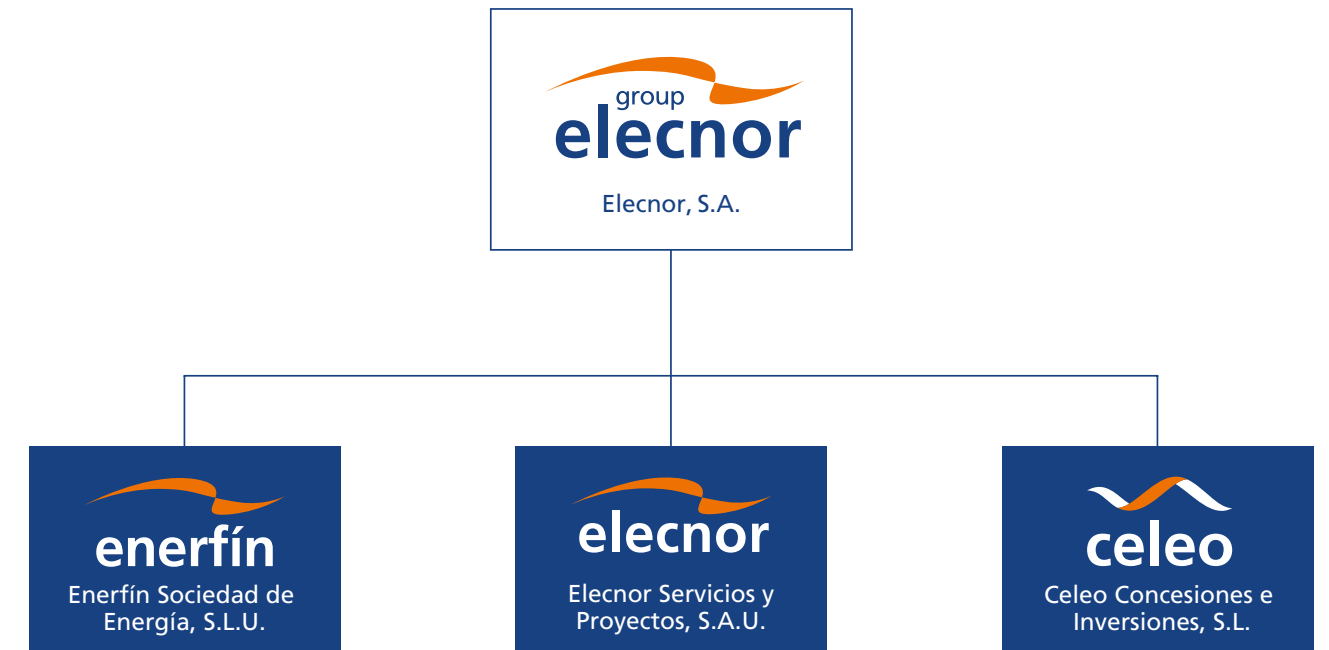 group
elecnor
Elecnor, S.A.
enerfín
Enerfín Sociedad de
Energía, S.L.U.
elecnor
Elecnor Servicios y
Proyectos, S.A.U.
celeo
Celeo Concesiones e
Inversiones, S.L.